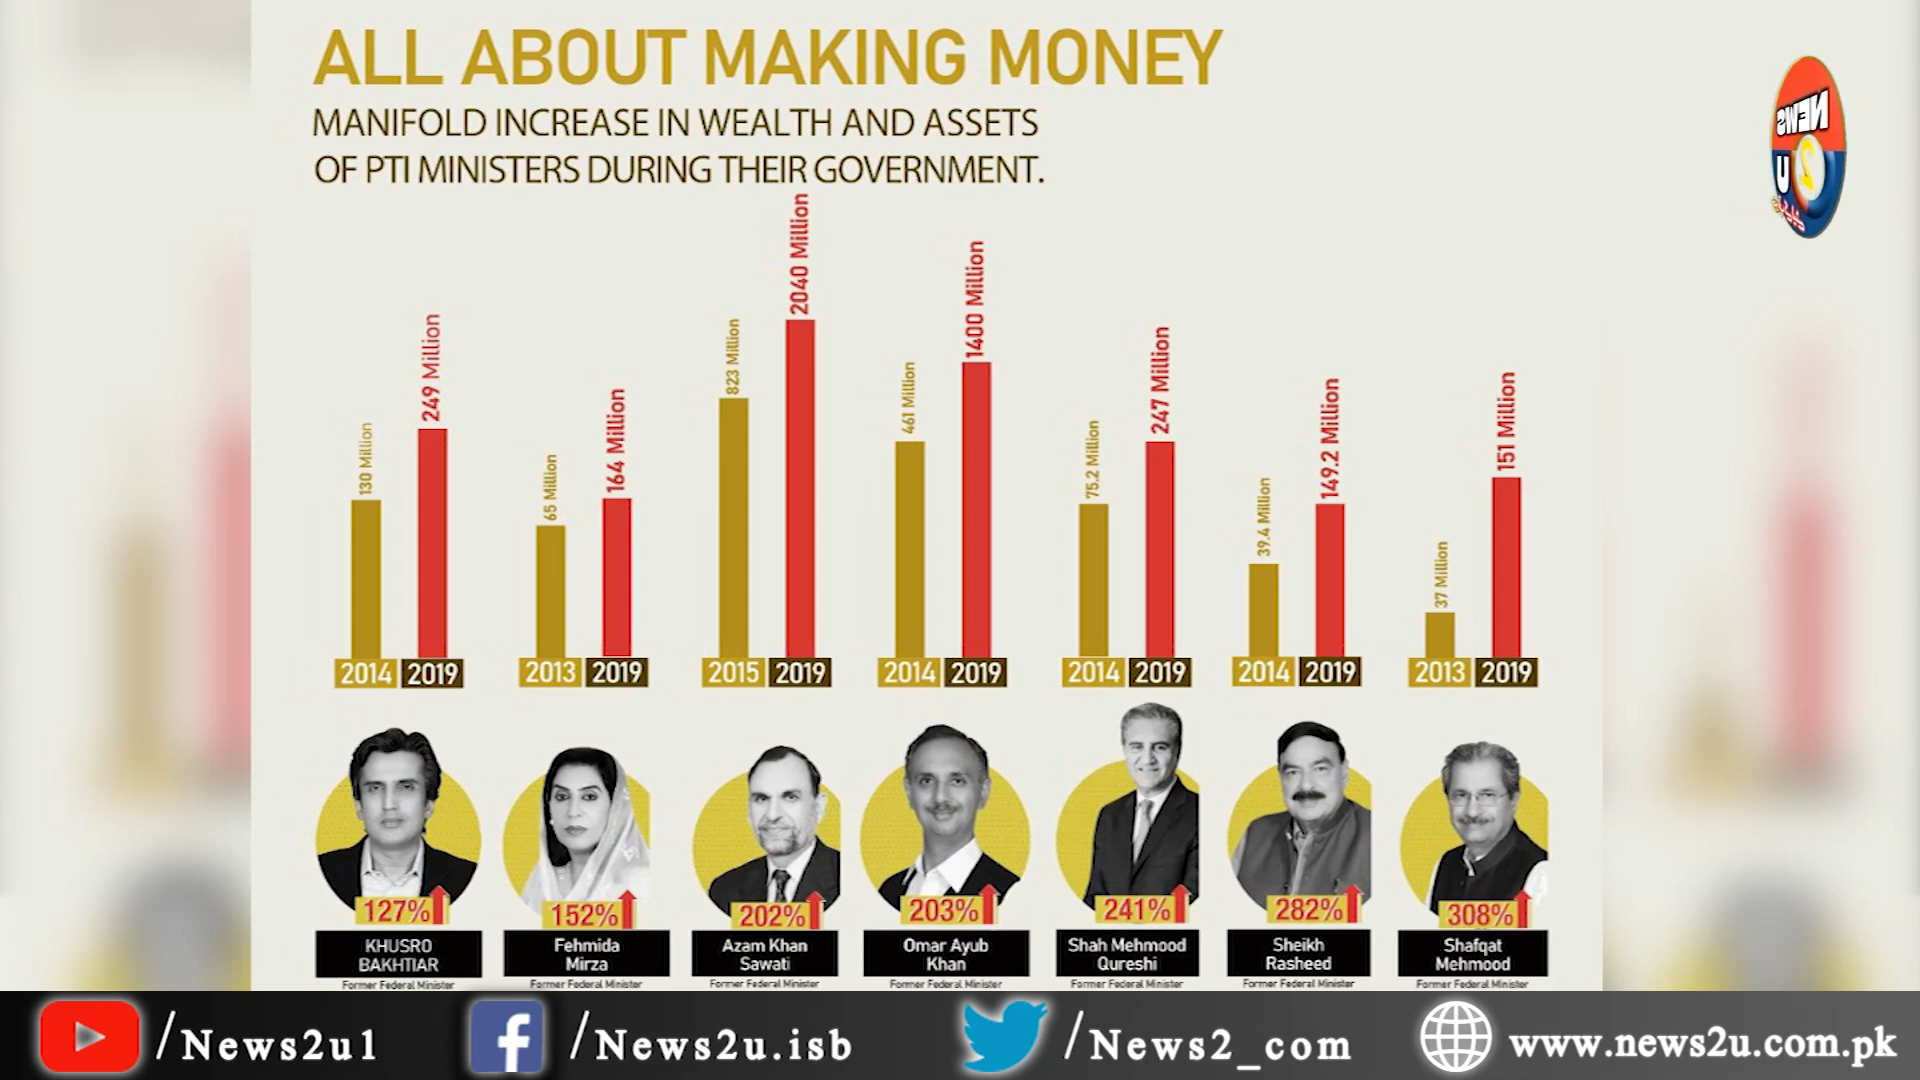 ALL ABOUT MAKING MONEY
MANIFOLD INCREASE IN WEALTH AND ASSETS
OF PTI MINISTERS DURING THEIR GOVERNMENT.
NEWS
2
U
130 Million
249 Million
65 Million
164 Million
823 Million
2040 Million
461 Million
1400 Million
75.2 Million
247 Million
39.4 Million
149.2 Million
37 Million
151 Million
2014 2019
2013 2019
2015 2019
2014 2019
2014 2019
2014 2019
2013 2019
127%
152%
202%
203%
241%
282%
308%
KHUSRO
BAKHTIAR
Former Federal Minister
Fehmida
Mirza
Former Federal Minister
Azam Khan
Sawati
Former Federal Minister
Omar Ayub
Khan
Former Federal Minister
Shah Mehmood
Qureshi
Former Federal Minister
Sheikh
Rasheed
Former Federal Minister
Shafqat
Mehmood
Former Federal Minister
/News2u1
/News2u.isb
/News2_com
www.news2u.com.pk